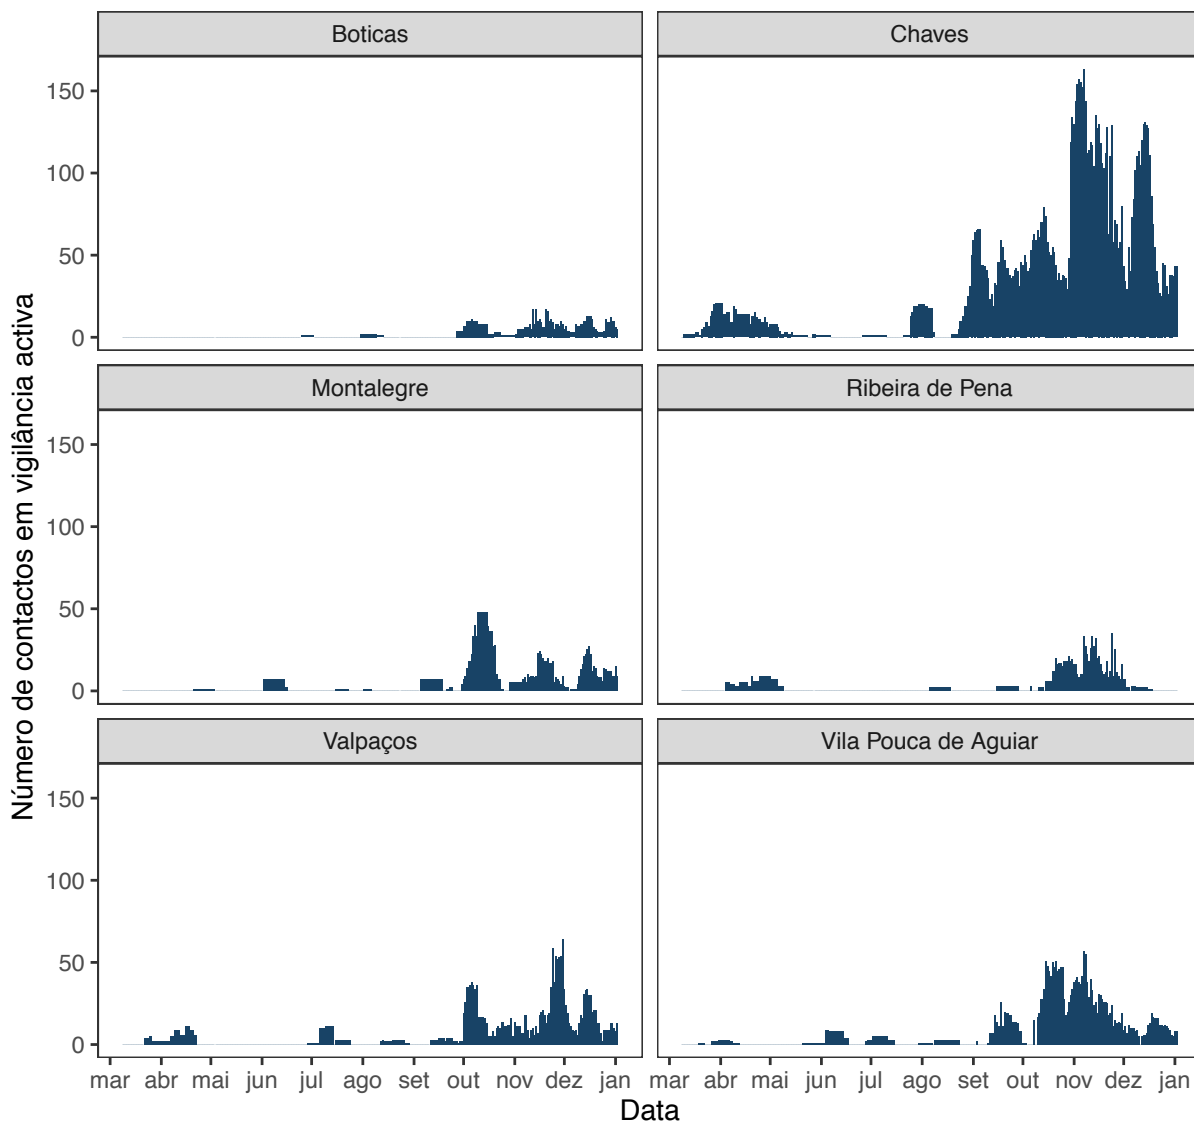 Boticas
Chaves
150
100
50
0
Montalegre
Ribeira de Pena
150
100
50
0
Valpaços
Vila Pouca de Aguiar
150
100
50
0
mar abr mai jun jul ago set out nov dez jan
mar abr mai jun jul ago set out nov dez jan
Data
Número de contactos em vigilância activa